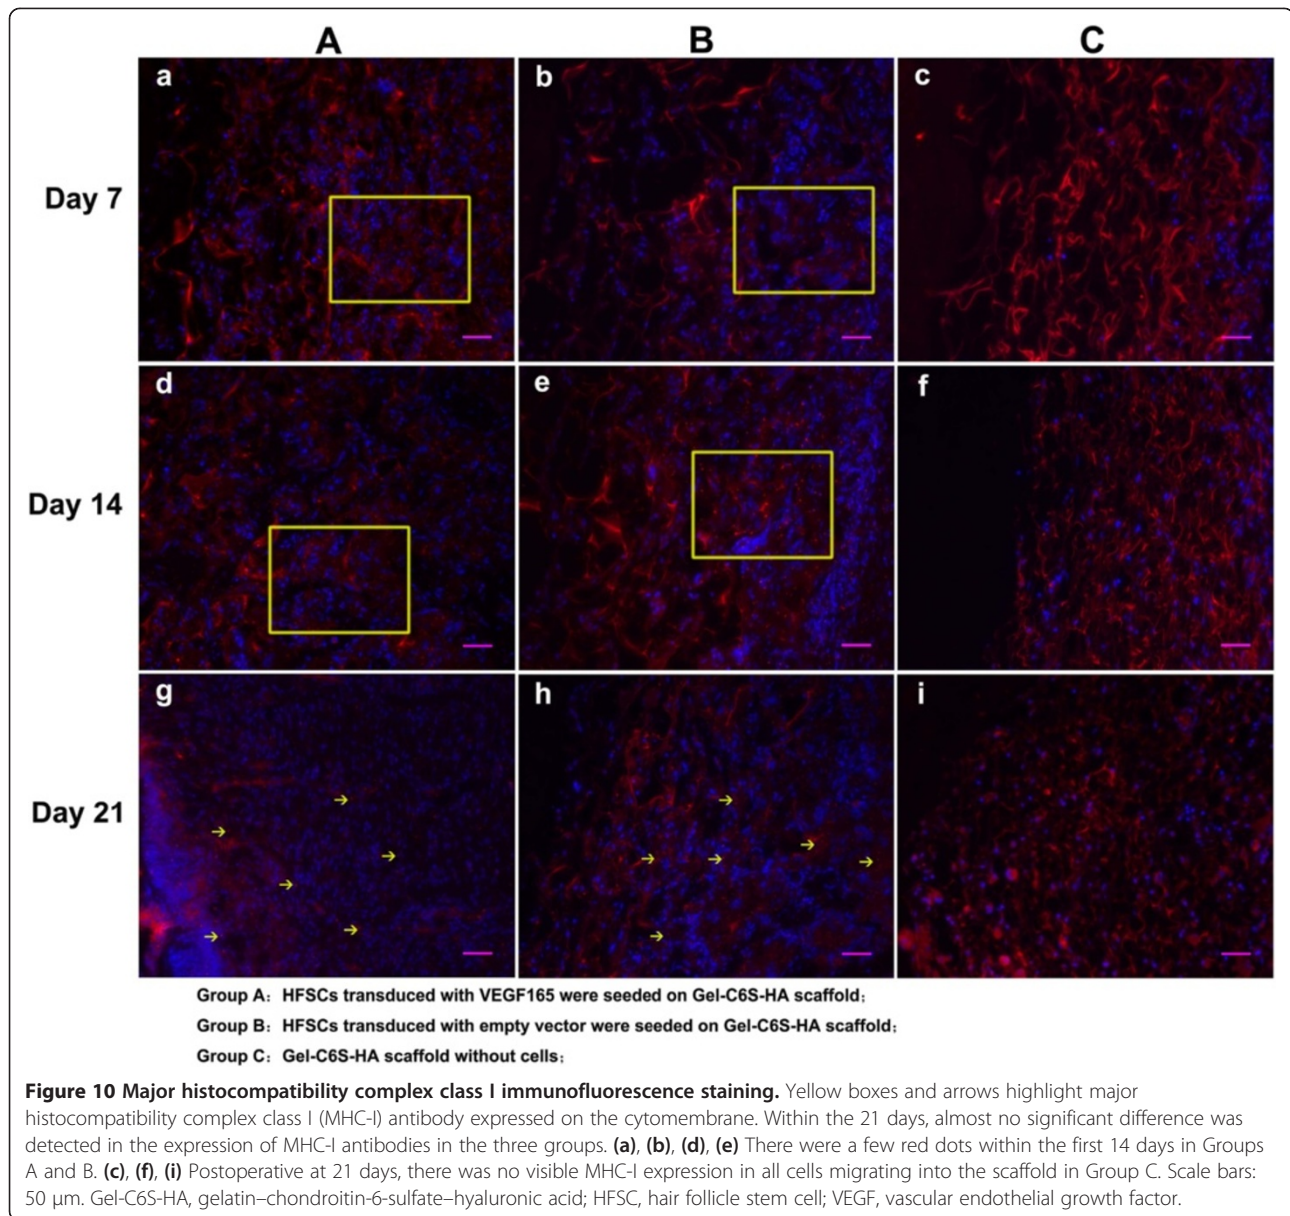 A B C
a b c
Day 7
d e f
Day 14
g h i
Day 21
Group A: HFSCs transduced with VEGF165 were seeded on Gel-C6S-HA scaffold;
Group B: HFSCs transduced with empty vector were seeded on Gel-C6S-HA scaffold;
Group C: Gel-C6S-HA scaffold without cells;
Figure 10 Major histocompatibility complex class I immunofluorescence staining. Yellow boxes and arrows highlight major
histocompatibility complex class I (MHC-I) antibody expressed on the cytomembrane. Within the 21 days, almost no significant difference was
detected in the expression of MHC-I antibodies in the three groups. (a), (b), (d), (e) There were a few red dots within the first 14 days in Groups
A and B. (c), (f), (i) Postoperative at 21 days, there was no visible MHC-I expression in all cells migrating into the scaffold in Group C. Scale bars:
50 μm. Gel-C6S-HA, gelatin–chondroitin-6-sulfate–hyaluronic acid; HFSC, hair follicle stem cell; VEGF, vascular endothelial growth factor.